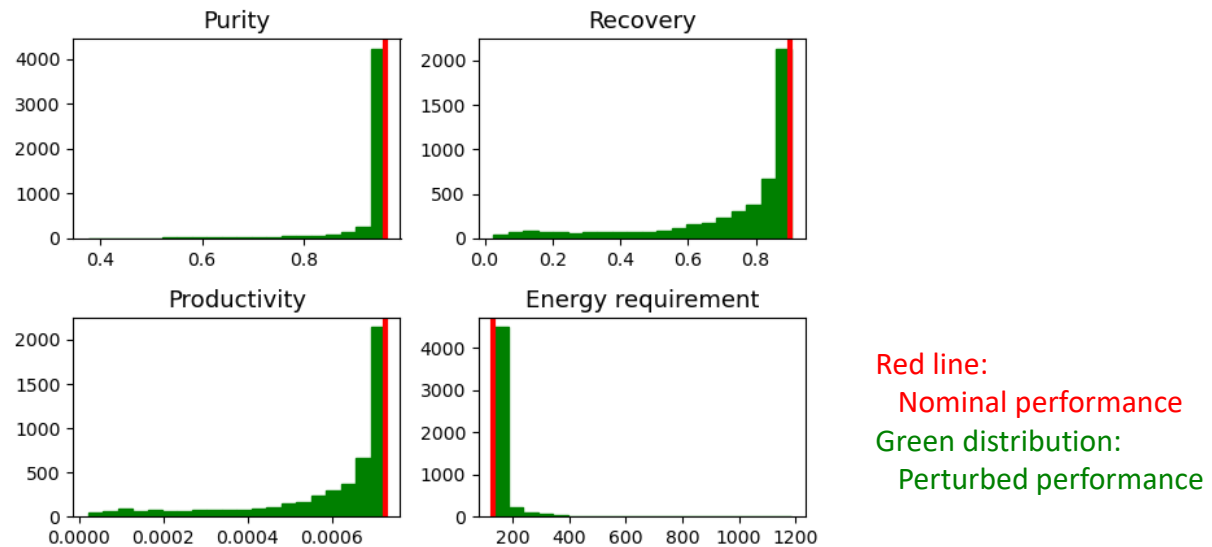 Purity
4000
3000
2000
1000
0
0.4 0.6 0.8
Recovery
2000
1500
1000
500
0
0.0 0.2 0.4 0.6 0.8
Productivity
2000
1500
1000
500
0
0.0000 0.0002 0.0004 0.0006
Energy requirement
4000
3000
2000
1000
0
200 400 600 800 1000 1200
Red line:
Nominal performance
Green distribution:
Perturbed performance